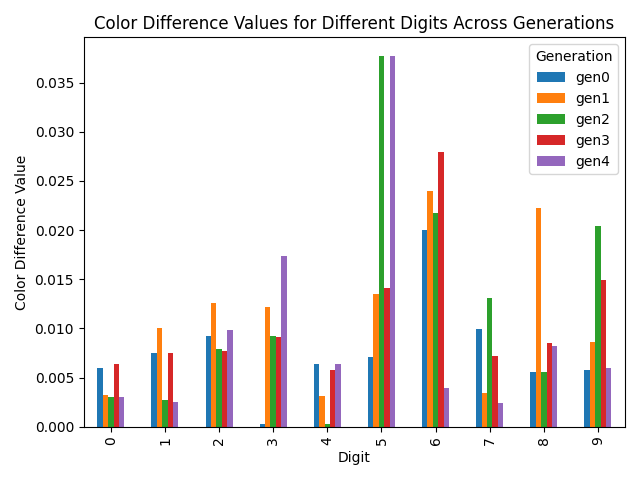 Color Difference Values for Different Digits Across Generations
Generation
gen0
gen1
gen2
gen3
gen4
Color Difference Value
0.035
0.030
0.025
0.020
0.015
0.010
0.005
0.000
0 1 2 3 4 5 6 7 8 9
Digit